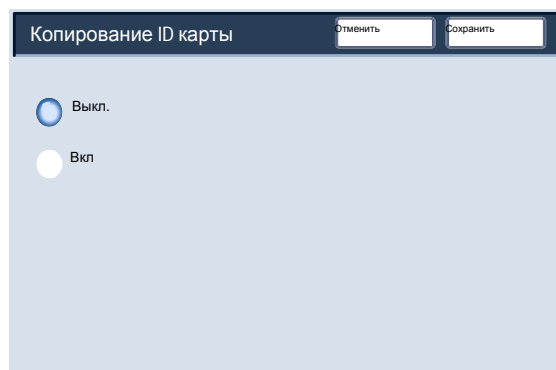 Копирование ID карты
Отменить
Сохранить
Выкл.
Вкл